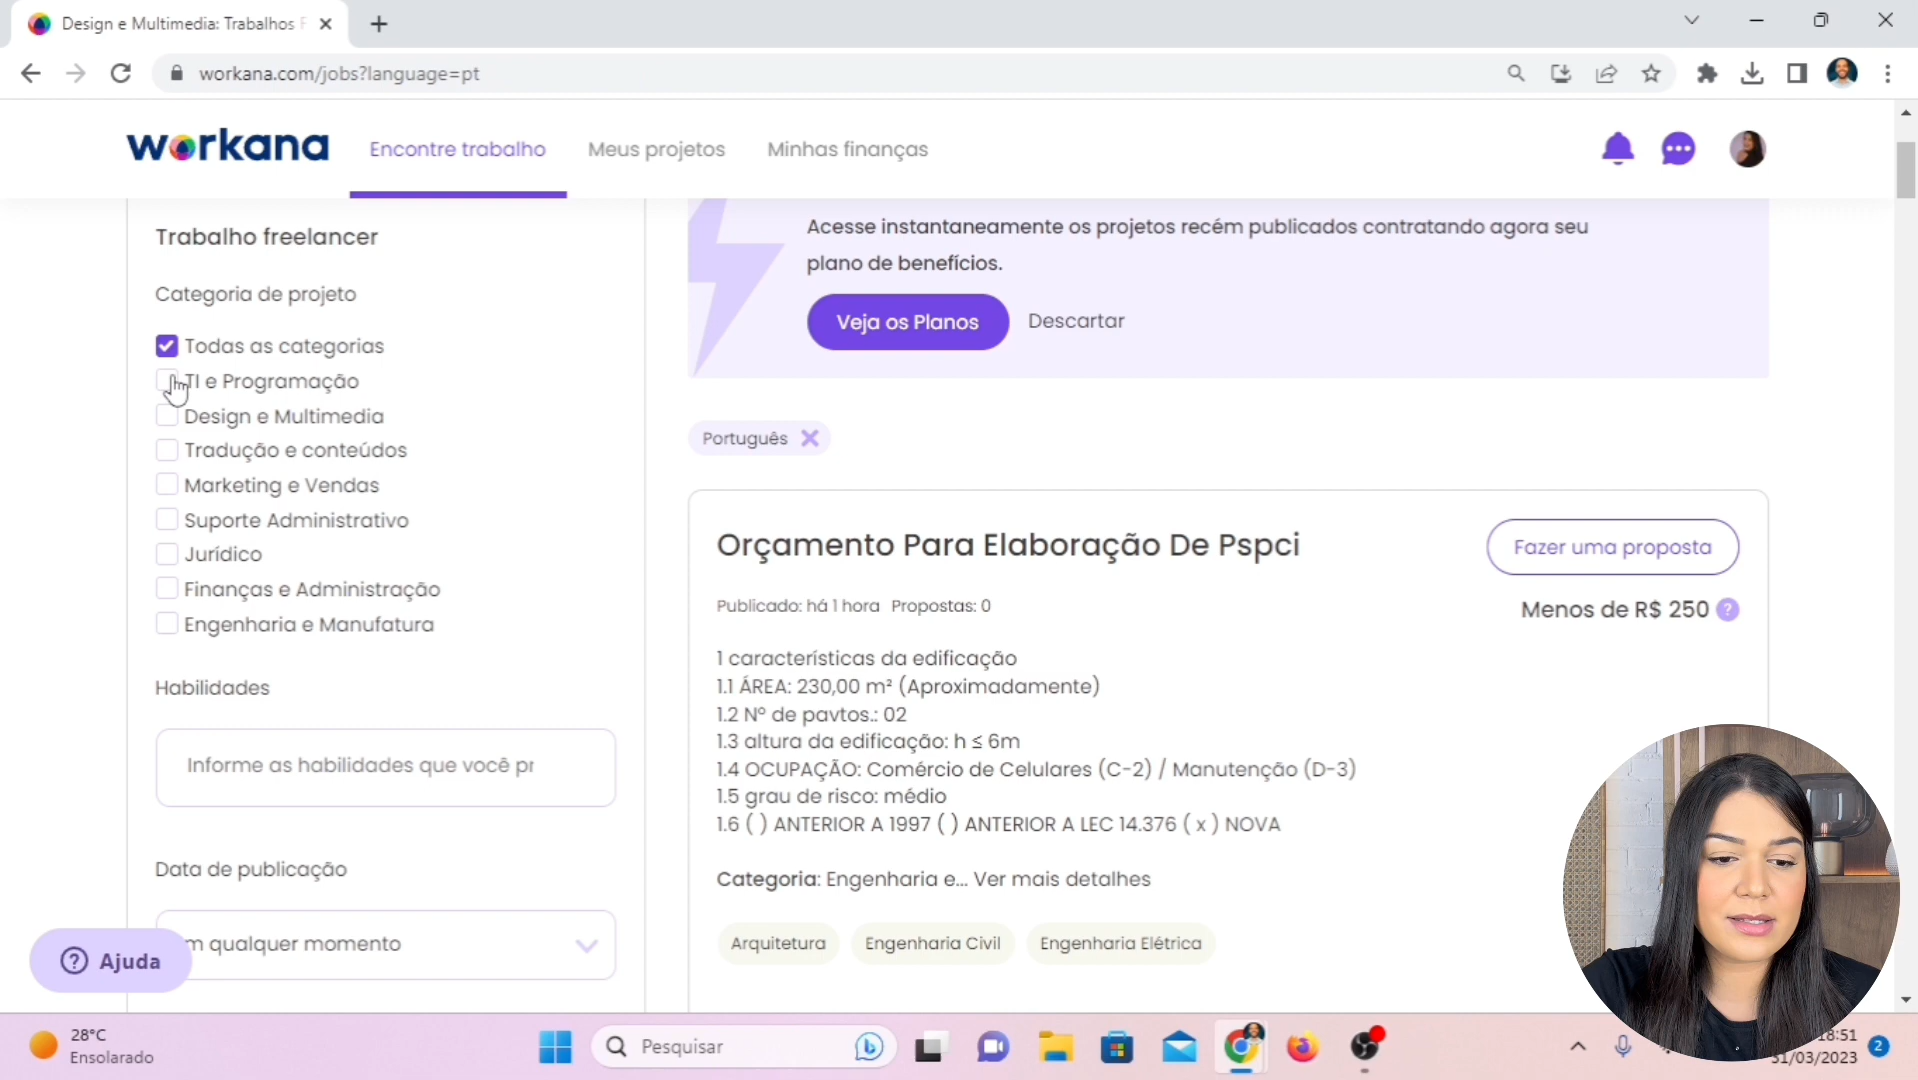 Design e Multimedia: Trabalhos F
workana.com/jobs?language=pt
workana
Encontre trabalho
Meus projetos
Minhas finanças
Trabalho freelancer
Categoria de projeto
Todas as categorias
TI e Programação
Design e Multimedia
Tradução e conteúdos
Marketing e Vendas
Suporte Administrativo
Jurídico
Finanças e Administração
Engenharia e Manufatura
Habilidades
Informe as habilidades que você pr
Data de publicação
m qualquer momento
Ajuda
Acesse instantaneamente os projetos recém publicados contratando agora seu
plano de benefícios.
Veja os Planos
Descartar
Português
Orçamento Para Elaboração De Pspci
Fazer uma proposta
Publicado: há 1 hora Propostas: 0
Menos de R$ 250
?
1 características da edificação
1.1 ÁREA: 230,00 m² (Aproximadamente)
1.2 Nº de pavtos.: 02
1.3 altura da edificação: h ≤ 6m
1.4 OCUPAÇÃO: Comércio de Celulares (C-2) / Manutenção (D-3)
1.5 grau de risco: médio
1.6 ( ) ANTERIOR A 1997 ( ) ANTERIOR A LEC 14.376 ( x ) NOVA
Categoria: Engenharia e... Ver mais detalhes
Arquitetura
Engenharia Civil
Engenharia Elétrica
28°C
Ensolarado
Pesquisar
18:51
31/03/2023
2